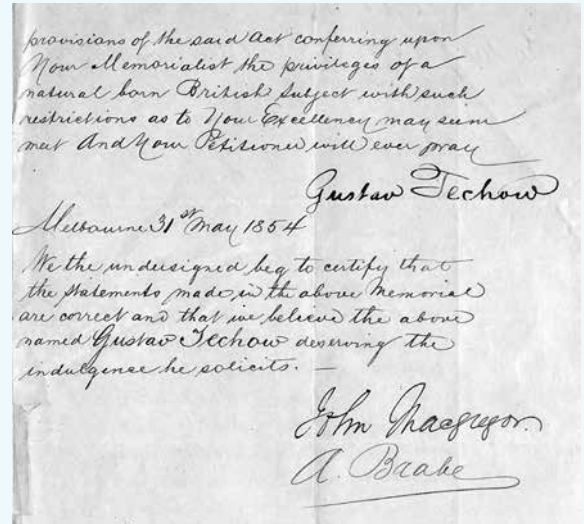 provisians of the said Act conferring upon
Your Memorialist the privileges of a
natural born British Subject with such
restrictions as to Your Excellency may seem
meet And Your Petitioner will ever pray
Gustav Techow
Melbourne 31st May 1854
We the undersigned beg to certify that
the statements made in the above Memorial
are correct and that we believe the above
named Gustav Techow deserving the
indulgence he solicits. —
John Macgregor.
A. Brahe